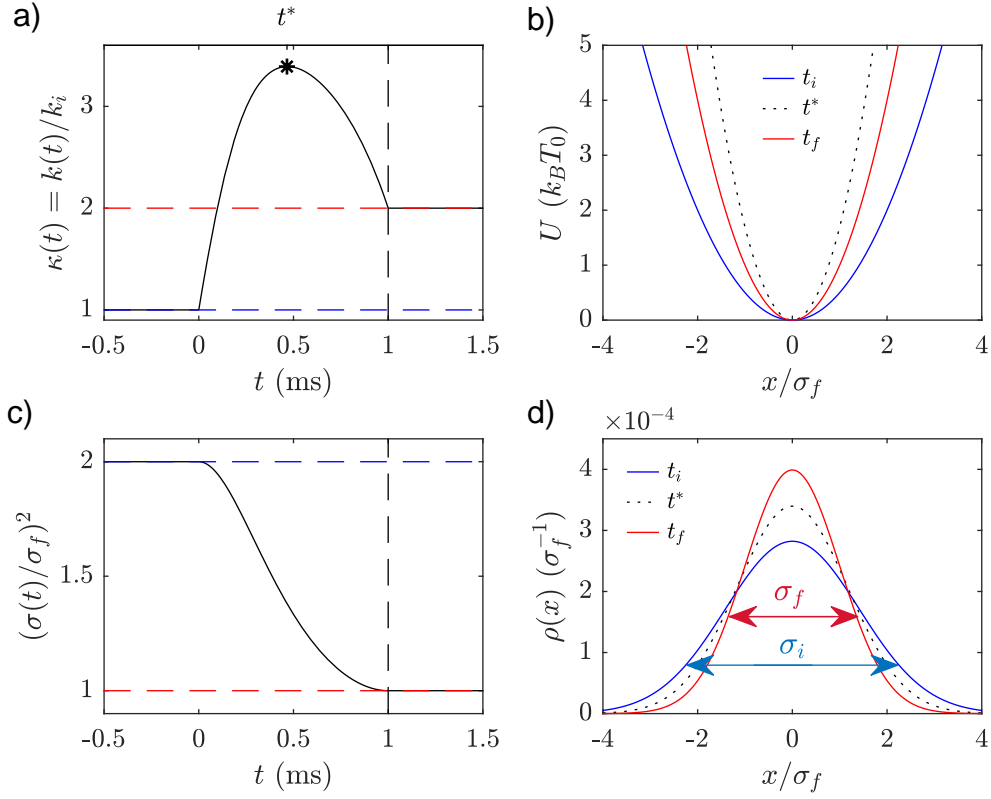 a)
t*
κ(t) = k(t)/k_i
3
2
1
-0.5
0
0.5
1
1.5
t (ms)
b)
U (k_BT_0)
5
4
3
2
1
0
t_i
t*
t_f
-4
-2
0
2
4
x/σ_f
c)
(σ(t)/σ_f)^2
2
1.5
1
-0.5
0
0.5
1
1.5
t (ms)
d)
×10^-4
ρ(x) (σ_f^-1)
4
3
2
1
0
t_i
t*
t_f
σ_f
σ_i
-4
-2
0
2
4
x/σ_f